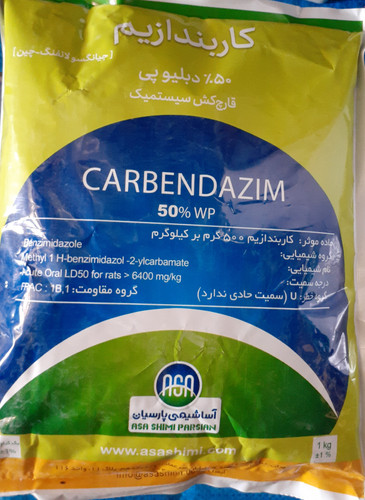 کاربندازیم
[جیانگسو لانفنگ-چین]
۵۰٪ دبلیو پی
قارچ‌کش سیستمیک
CARBENDAZIM
50% WP
ماده موثر: کاربندازیم ۵۰۰ گرم بر کیلوگرم
گروه شیمیایی: Benzimidazole
نام شیمیایی: Methyl 1 H-benzimidazol -2-ylcarbamate
درجه سمیت: Acute Oral LD50 for rats > 6400 mg/kg
U (سمیت حادی ندارد)
گروه مقاومت: FRAC : 1B,1
ASA
آسا شیمی پارسیان
ASA SHIMI PARSIAN
www.asashimi.com
1 kg
±1 %